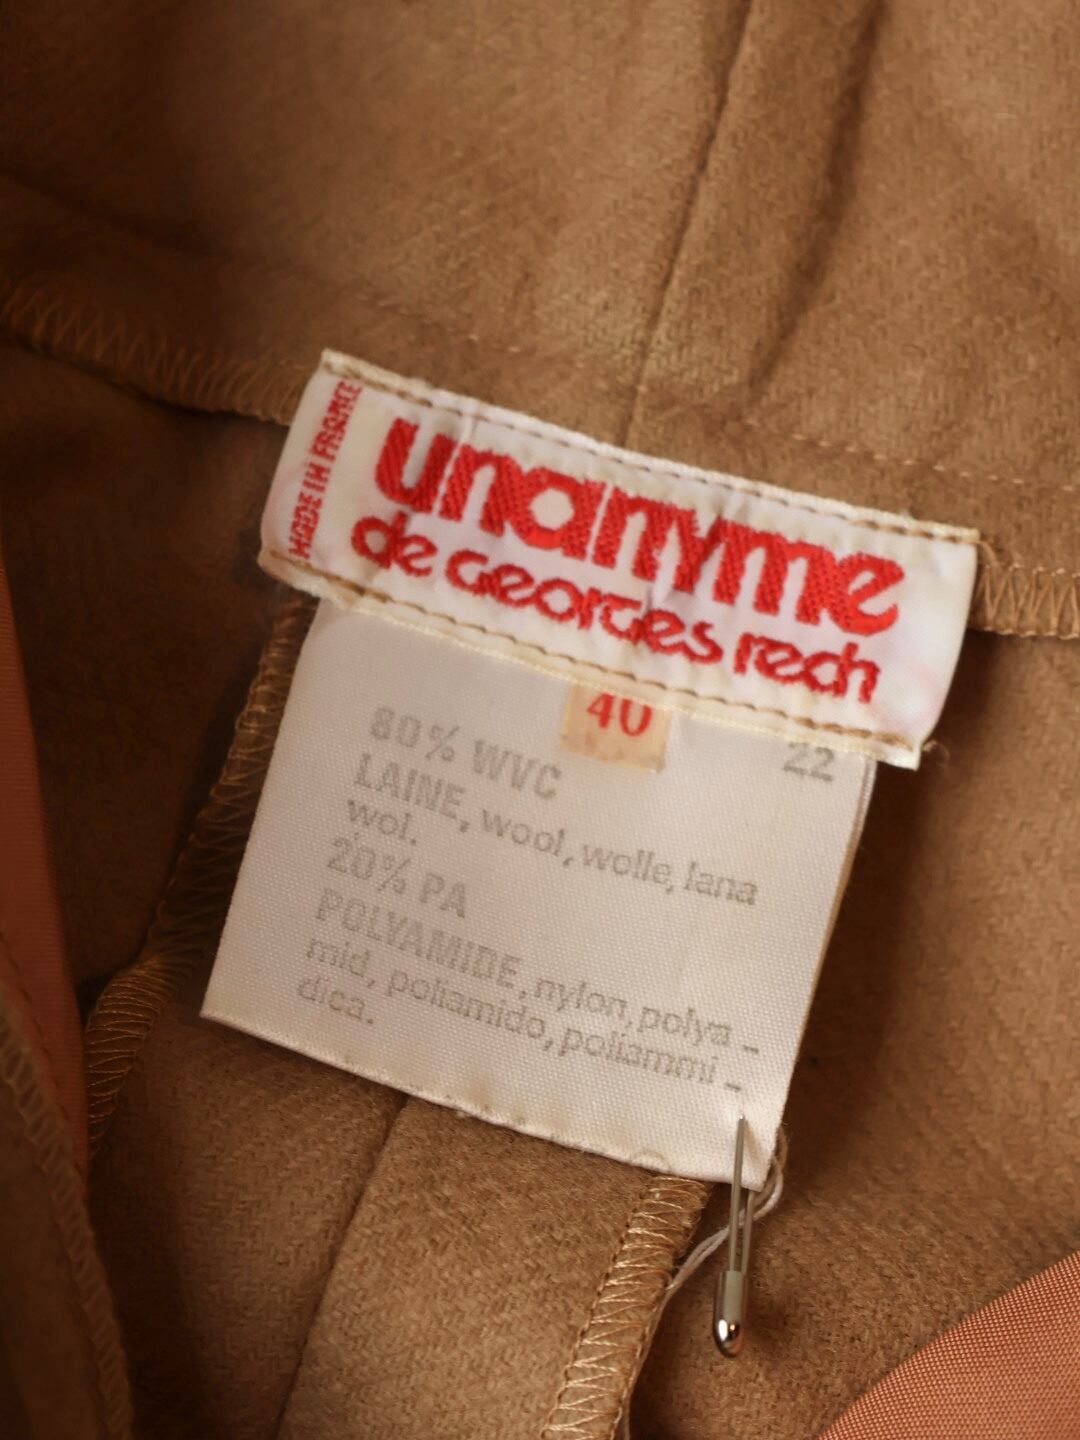 MADE IN FRANCE
unanyme
de Georges rech
40
22
80% WVC
LAINE, wool, wolle, lana
wol.
20% PA
POLYAMIDE, nylon, polya_
mid, poliamido, poliammi_
dica.